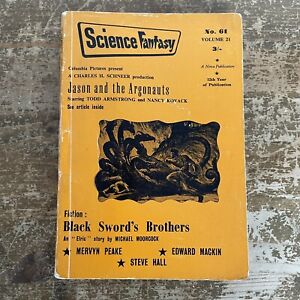 Science Fantasy
No. 61
VOLUME 21
3/-
A Nova Publication
13th Year
of Publication
Columbia Pictures present
A CHARLES H. SCHNEER production
Jason and the Argonauts
Starring TODD ARMSTRONG and NANCY KOVACK
See article inside
Fiction :
Black Sword's Brothers
An "Elric" story by MICHAEL MOORCOCK
★ MERVYN PEAKE ★ EDWARD MACKIN
★ STEVE HALL ★